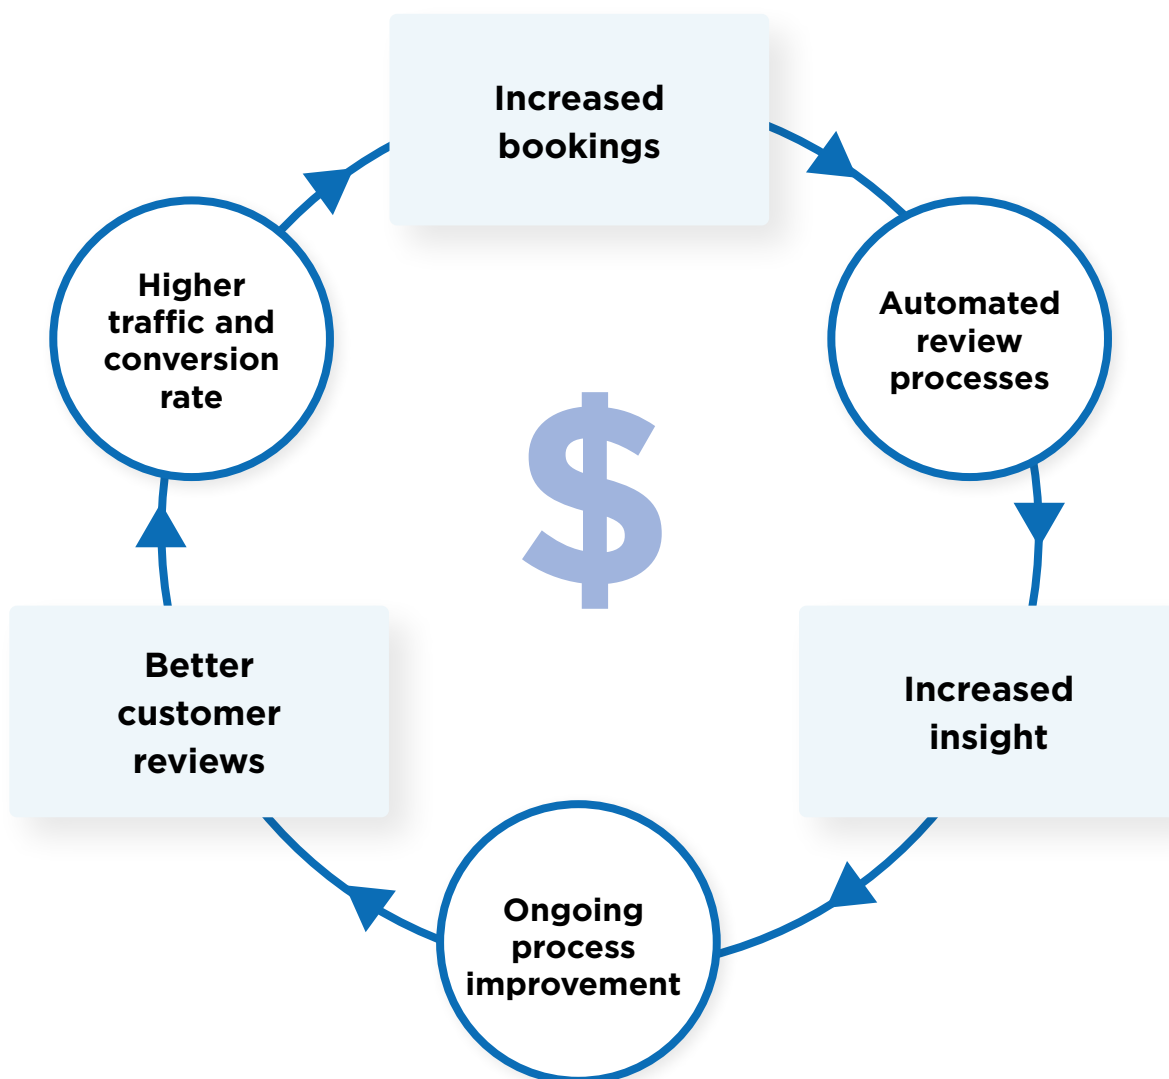 Increased
bookings
Automated
review
processes
Increased
insight
Ongoing
process
improvement
Better
customer
reviews
Higher
traffic and
conversion
rate
$